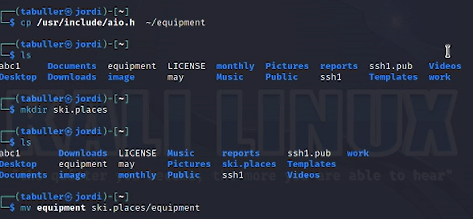 ┌──(tabuller㉿jordi)-[~]
└─$ cp /usr/include/aio.h ~/equipment
┌──(tabuller㉿jordi)-[~]
└─$ ls
abc1 Documents equipment LICENSE monthly Pictures reports ssh1.pub Videos
Desktop Downloads image may Music Public ssh1 Templates work
┌──(tabuller㉿jordi)-[~]
└─$ mkdir ski.places
┌──(tabuller㉿jordi)-[~]
└─$ ls
abc1 Downloads LICENSE Music reports ssh1.pub work
Desktop equipment may Pictures ski.places Templates
Documents image monthly Public ssh1 Videos
┌──(tabuller㉿jordi)-[~]
└─$ mv equipment ski.places/equipment
KALI LINUX
able to hear"